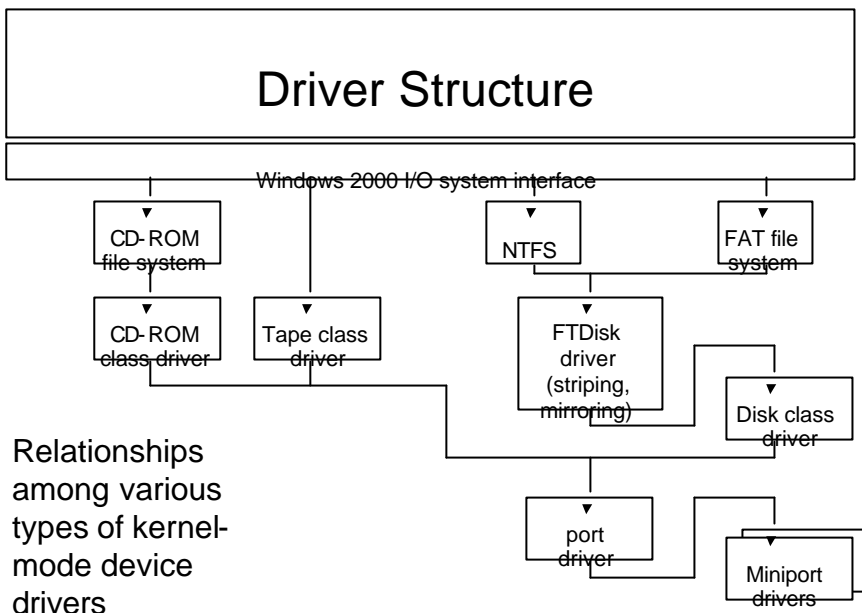 Driver Structure
Windows 2000 I/O system interface
CD-ROM
file system
NTFS
FAT file
system
CD-ROM
class driver
Tape class
driver
FTDisk
driver
(striping,
mirroring)
Disk class
driver
Relationships
among various
types of kernel-
mode device
drivers
port
driver
Miniport
drivers